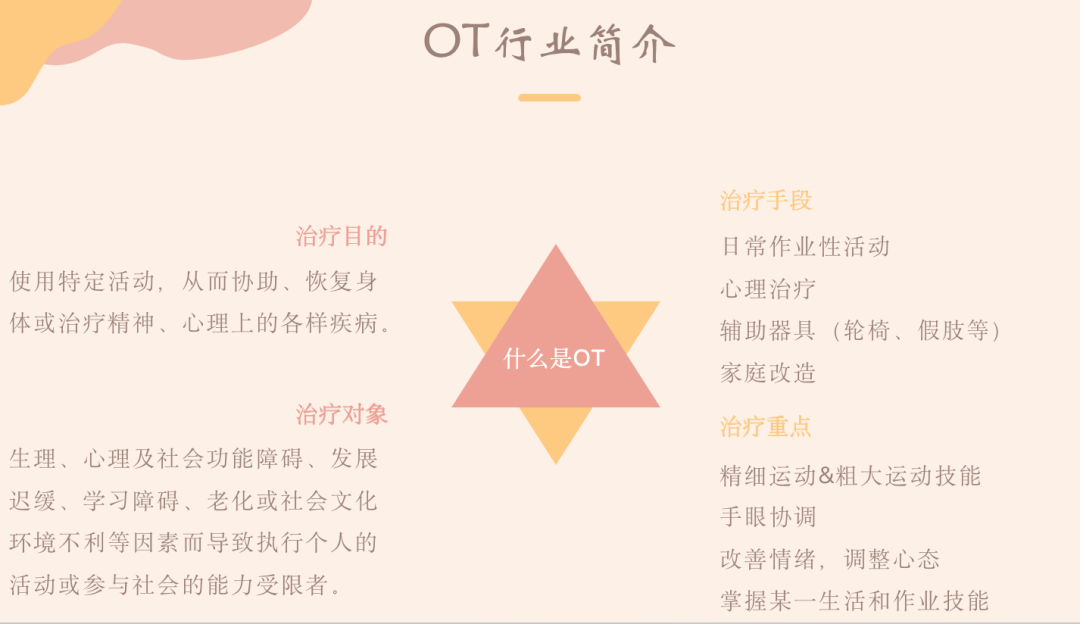 OT行业简介
治疗目的
使用特定活动，从而协助、恢复身
体或治疗精神、心理上的各样疾病。
治疗对象
生理、心理及社会功能障碍、发展
迟缓、学习障碍、老化或社会文化
环境不利等因素而导致执行个人的
活动或参与社会的能力受限者。
什么是OT
治疗手段
日常作业性活动
心理治疗
辅助器具（轮椅、假肢等）
家庭改造
治疗重点
精细运动&粗大运动技能
手眼协调
改善情绪，调整心态
掌握某一生活和作业技能